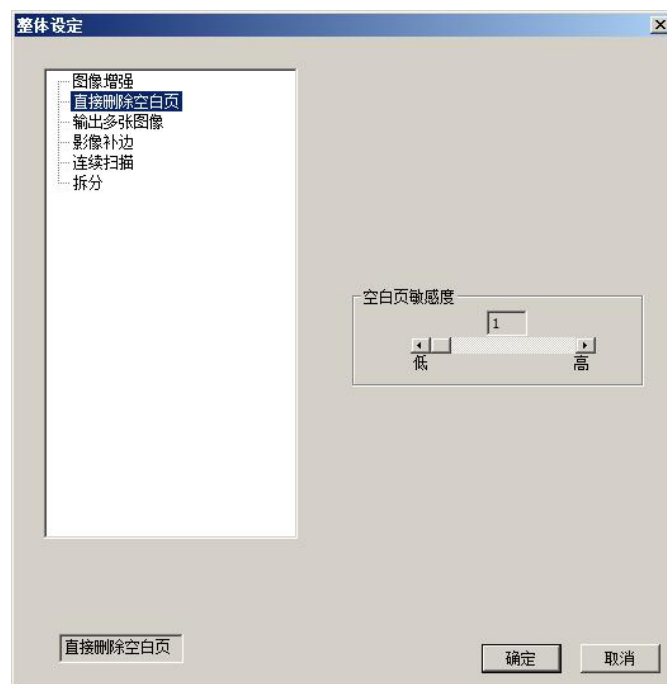 整体设定
图像增强
直接删除空白页
输出多张图像
影像补边
连续扫描
拆分
空白页敏感度
1
低 高
直接删除空白页
确定 取消